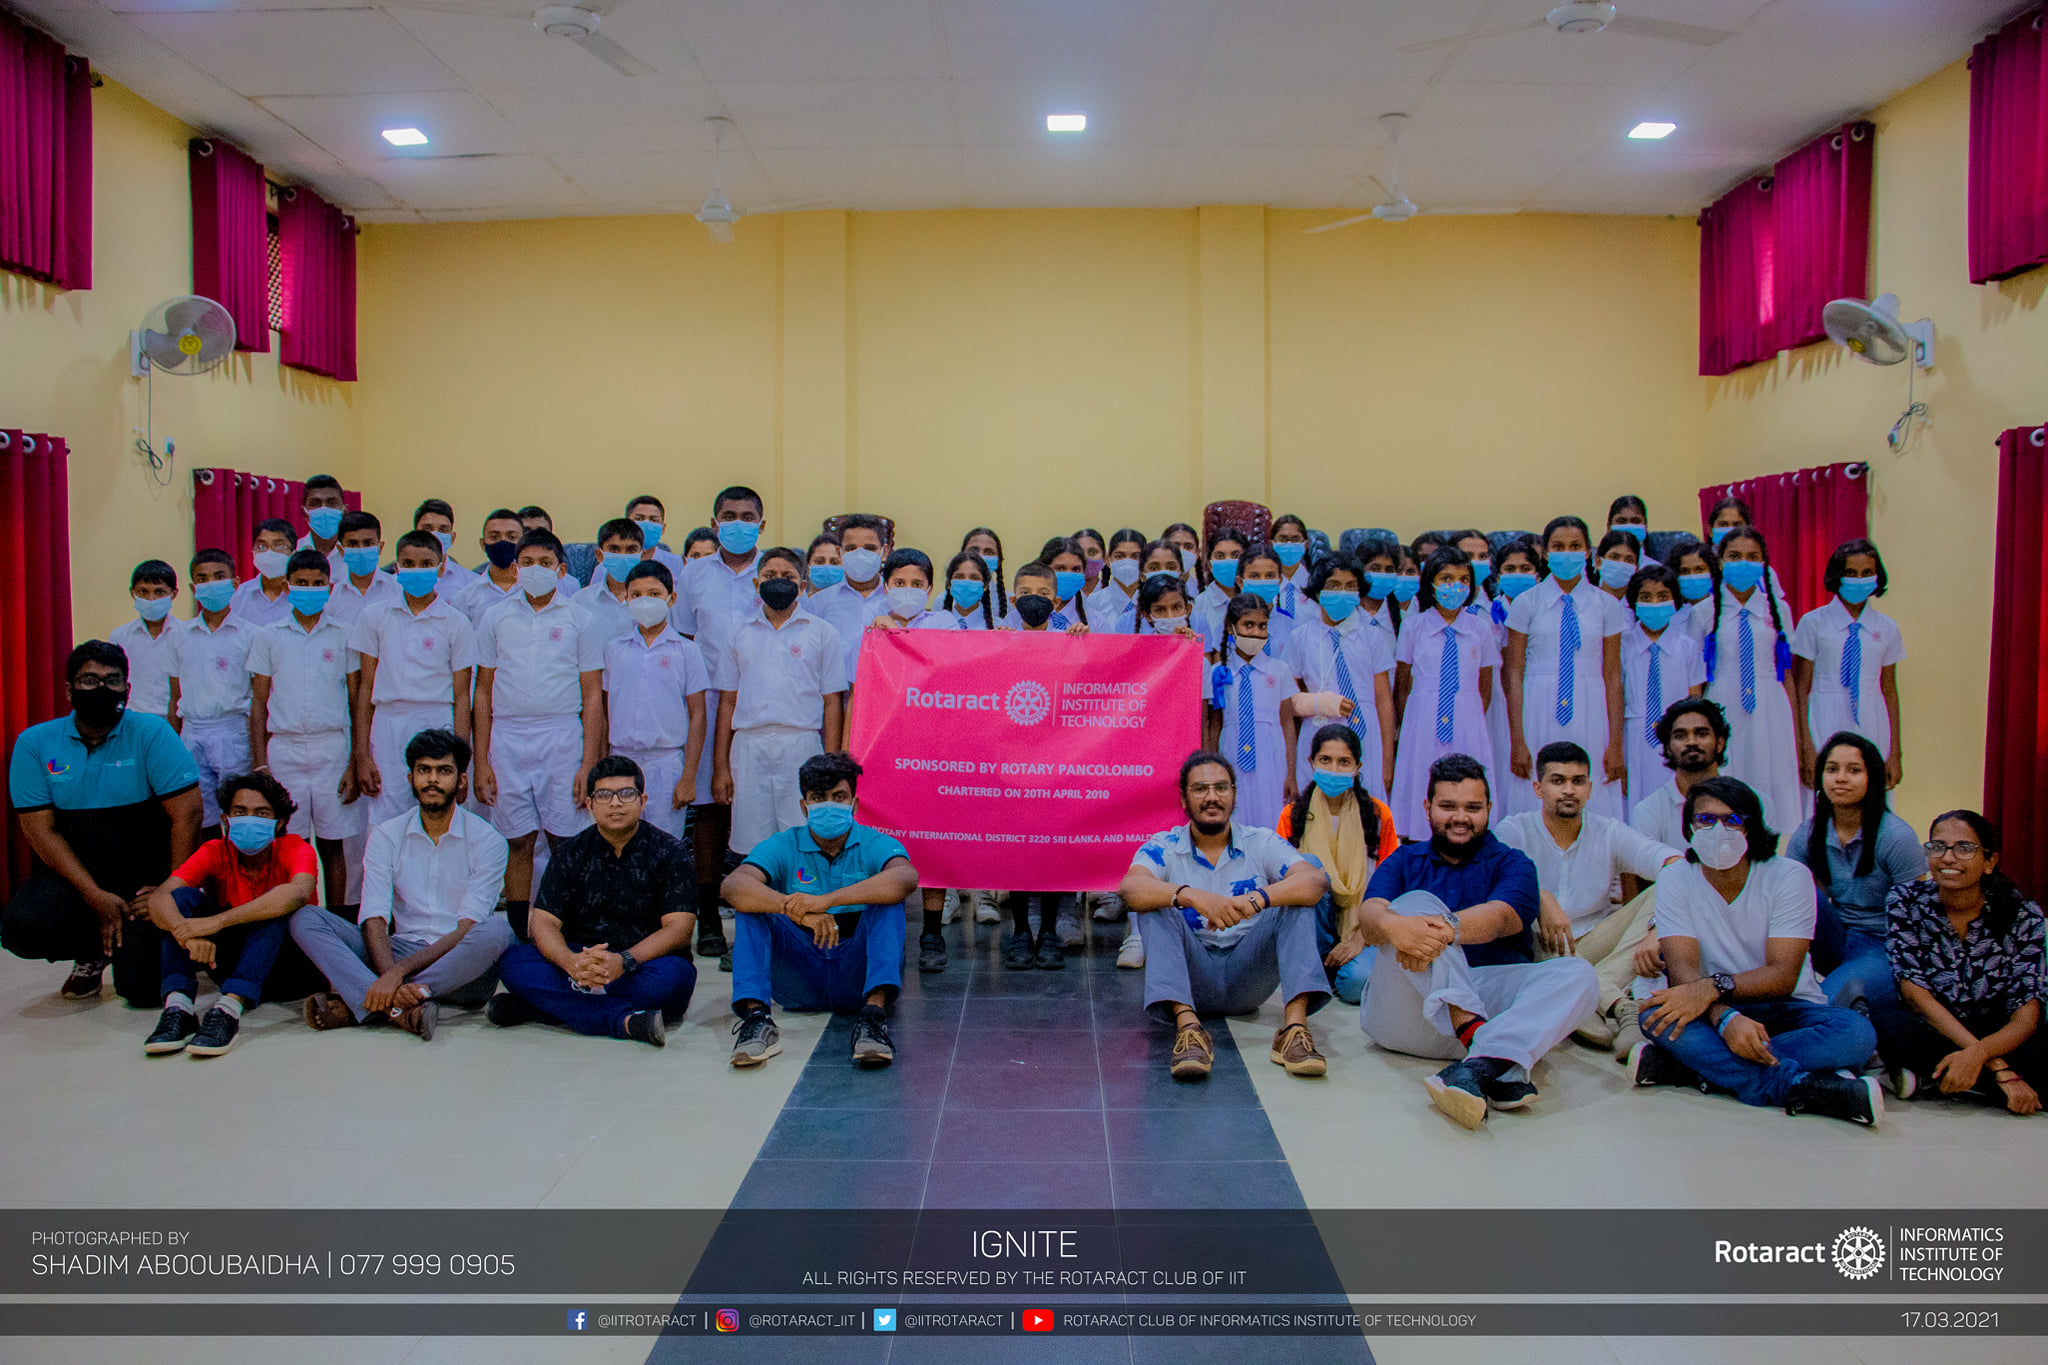 Rotaract
INFORMATICS
INSTITUTE OF
TECHNOLOGY
SPONSORED BY ROTARY PANCOLOMBO
CHARTERED ON 20TH APRIL 2010
ROTARY INTERNATIONAL DISTRICT 3220 SRI LANKA AND
PHOTOGRAPHED BY
SHADIM ABOOUBAIDHA | 077 999 0905
IGNITE
ALL RIGHTS RESERVED BY THE ROTARACT CLUB OF IIT
Rotaract
INFORMATICS
INSTITUTE OF
TECHNOLOGY
@IITROTARACT | @ROTARACT_IIT | @IITROTARACT | ROTARACT CLUB OF INFORMATICS INSTITUTE OF TECHNOLOGY
17.03.2021